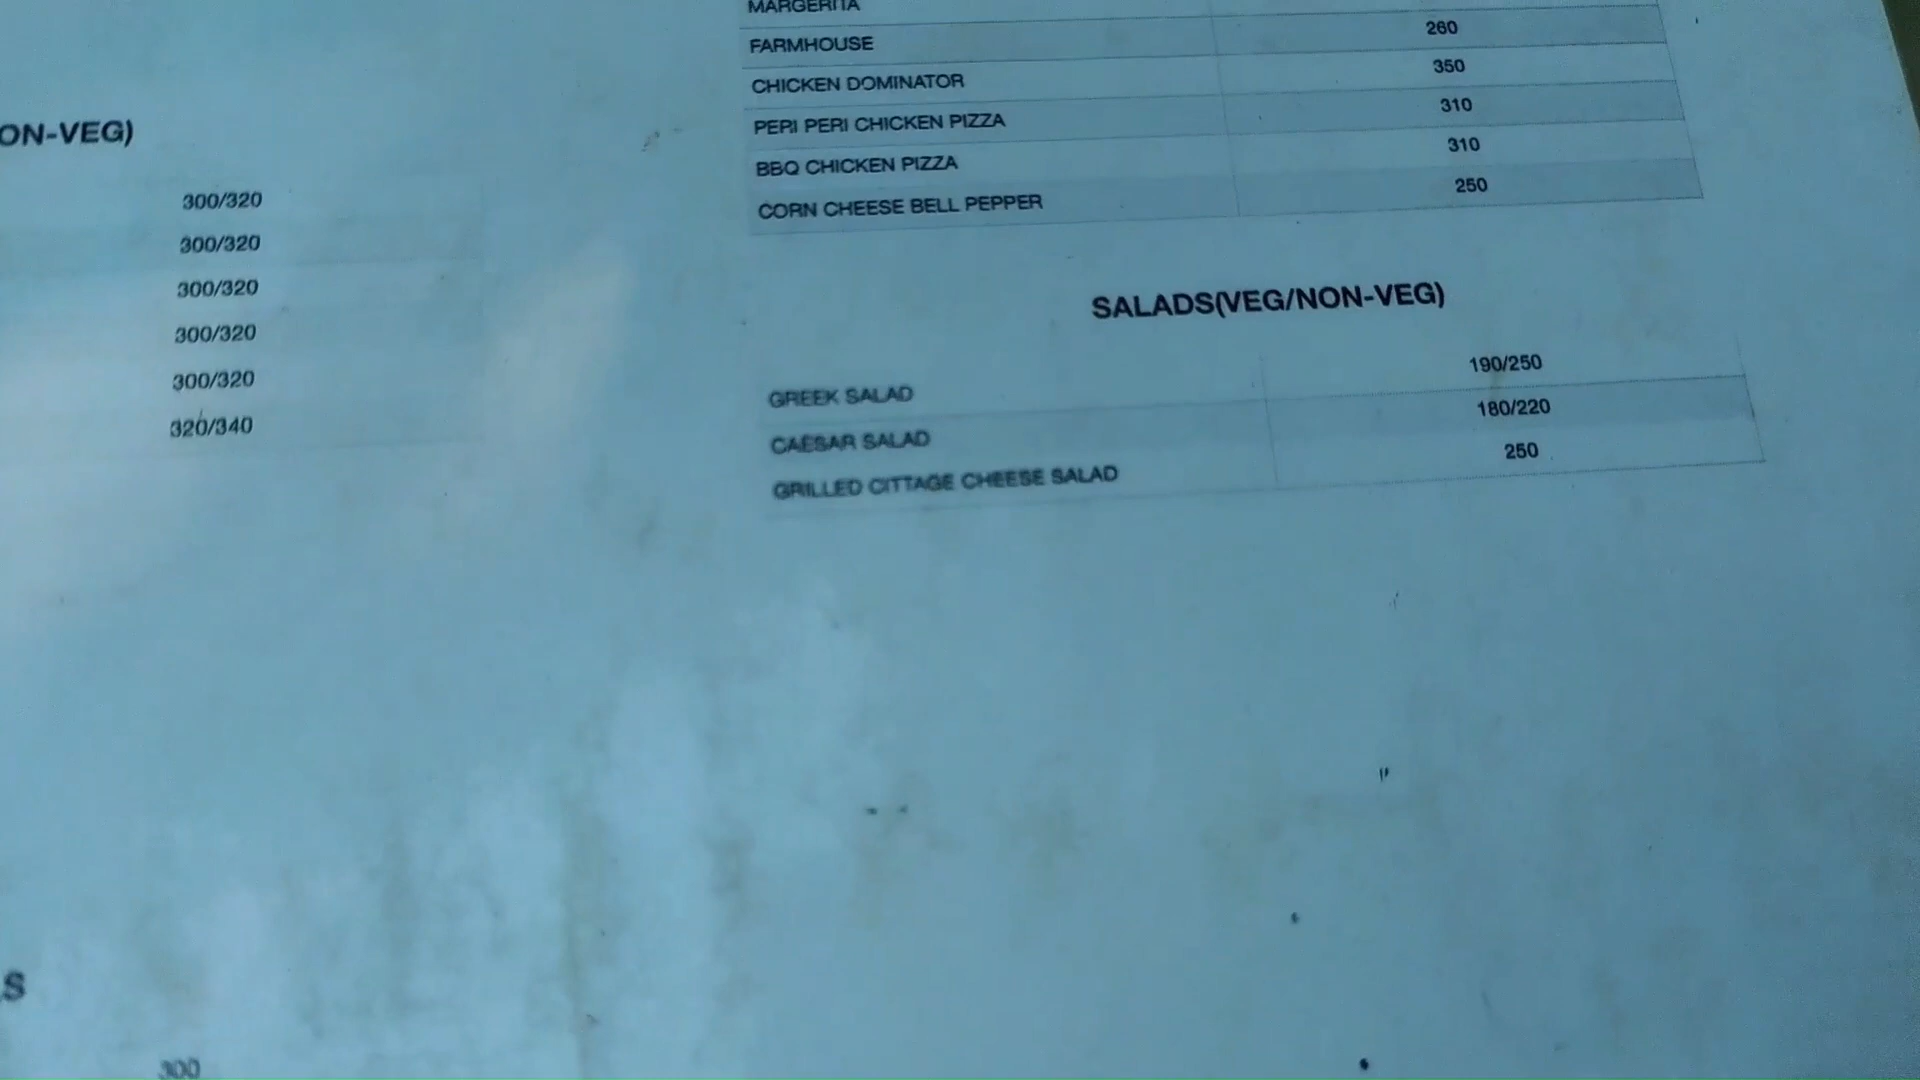 ON-VEG)
300/320
300/320
300/320
300/320
300/320
320/340
S
300
MARGERITA
FARMHOUSE 260
CHICKEN DOMINATOR 350
PERI PERI CHICKEN PIZZA 310
BBQ CHICKEN PIZZA 310
CORN CHEESE BELL PEPPER 250
SALADS(VEG/NON-VEG)
GREEK SALAD 190/250
CAESAR SALAD 180/220
GRILLED CITTAGE CHEESE SALAD 250